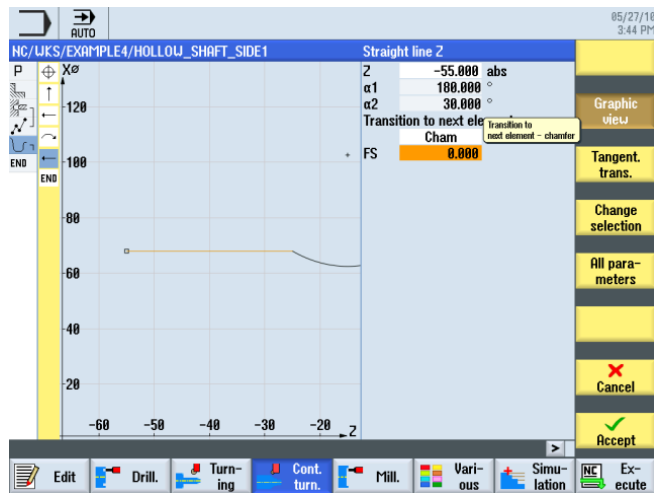 AUTO
05/27/10
3:44 PM
NC/WKS/EXAMPLE4/HOLLOW_SHAFT_SIDE1
Straight line Z
P
END
END
XØ
-120
-100
-80
-60
-40
-20
-60
-50
-40
-30
-20
Z
Z -55.000 abs
α1 180.000 °
α2 30.000 °
Transition to next ele
Transition to
next element - chamfer
Cham
FS 0.000
Graphic
view
Tangent.
trans.
Change
selection
All para-
meters
Cancel
Accept
>
Edit
Drill.
Turn-
ing
Cont.
turn.
Mill.
Vari-
ous
Simu-
lation
NC
Ex-
ecute